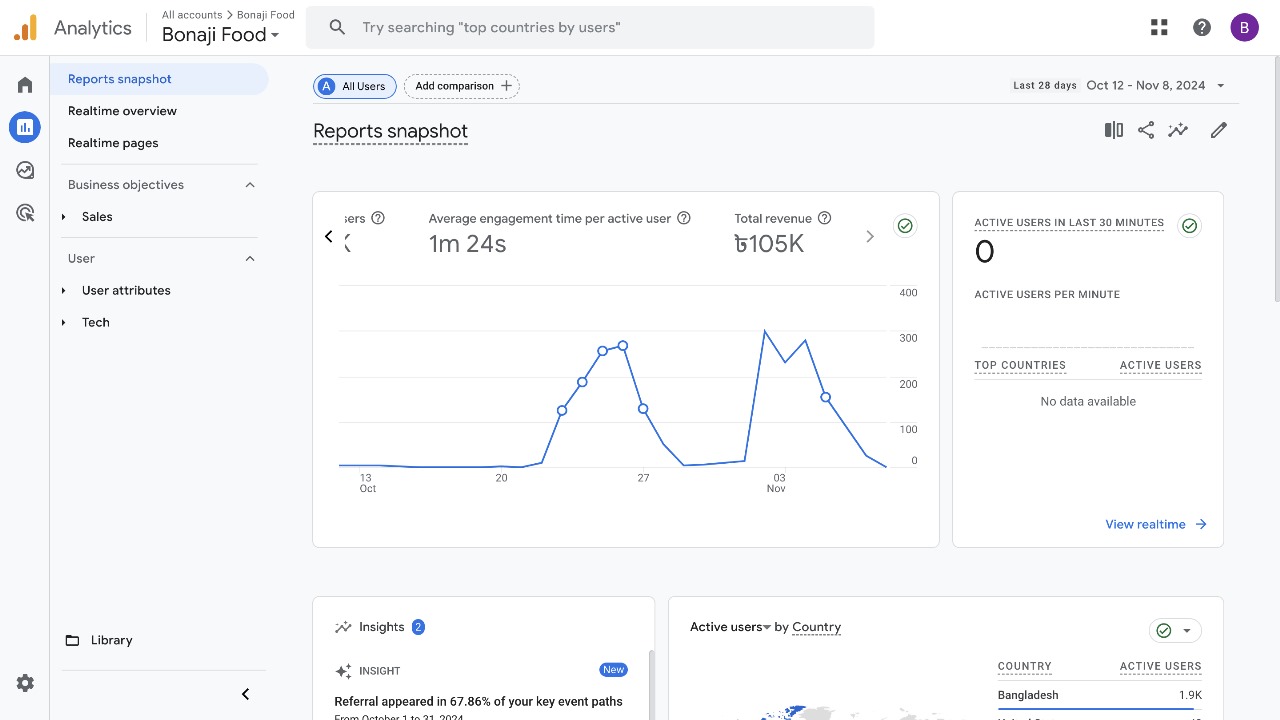 Analytics
All accounts > Bonaji Food
Bonaji Food
Try searching "top countries by users"
B
Reports snapshot
Realtime overview
Realtime pages
Business objectives
Sales
User
User attributes
Tech
Library
A All Users
Add comparison
Last 28 days Oct 12 - Nov 8, 2024
Reports snapshot
Average engagement time per active user
1m 24s
Total revenue
৳105K
400
300
200
100
0
13
Oct
20
27
03
Nov
ACTIVE USERS IN LAST 30 MINUTES
0
ACTIVE USERS PER MINUTE
TOP COUNTRIES ACTIVE USERS
No data available
View realtime
Insights 2
INSIGHT New
Referral appeared in 67.86% of your key event paths
From October 1 to 31, 2024
Active users by Country
COUNTRY ACTIVE USERS
Bangladesh 1.9K